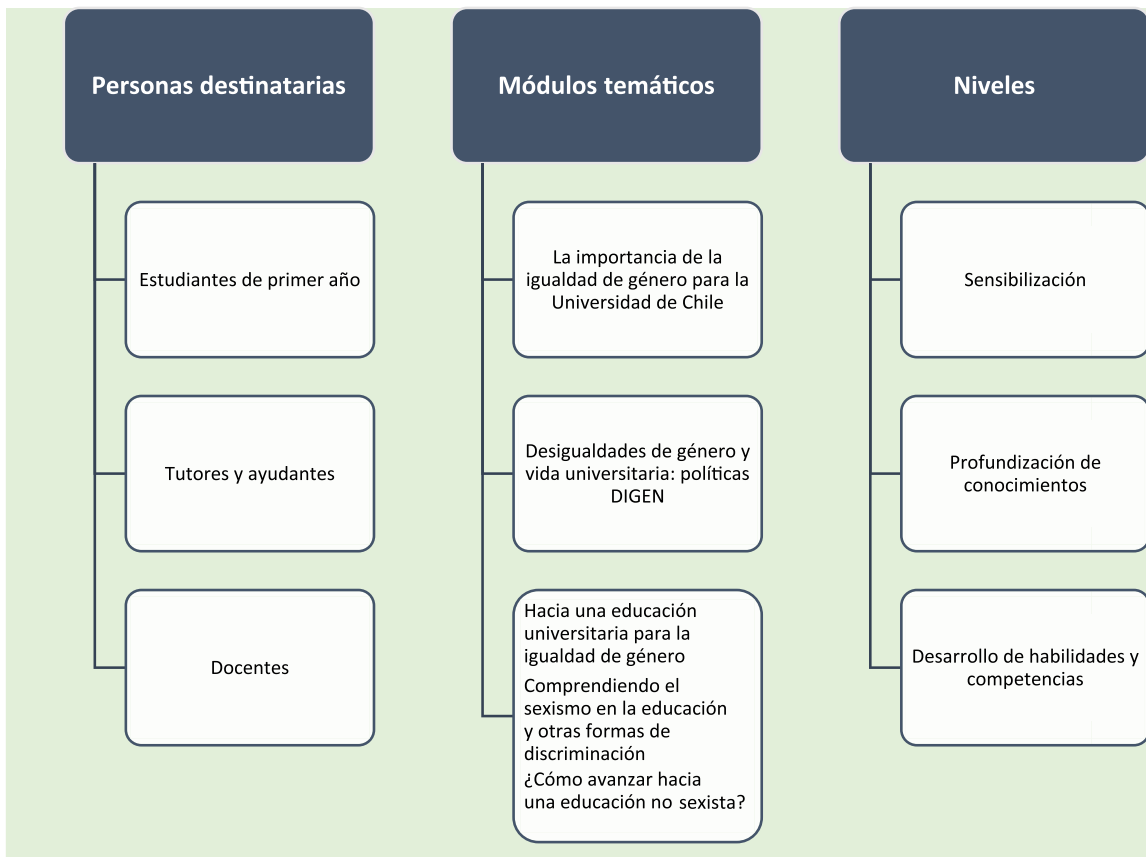 Personas destinatarias
Estudiantes de primer año
Tutores y ayudantes
Docentes
Módulos temáticos
La importancia de la
igualdad de género para la
Universidad de Chile
Desigualdades de género y
vida universitaria: políticas
DIGEN
Hacia una educación
universitaria para la
igualdad de género
Comprendiendo el
sexismo en la educación
y otras formas de
discriminación
¿Cómo avanzar hacia
una educación no sexista?
Niveles
Sensibilización
Profundización de
conocimientos
Desarrollo de habilidades y
competencias